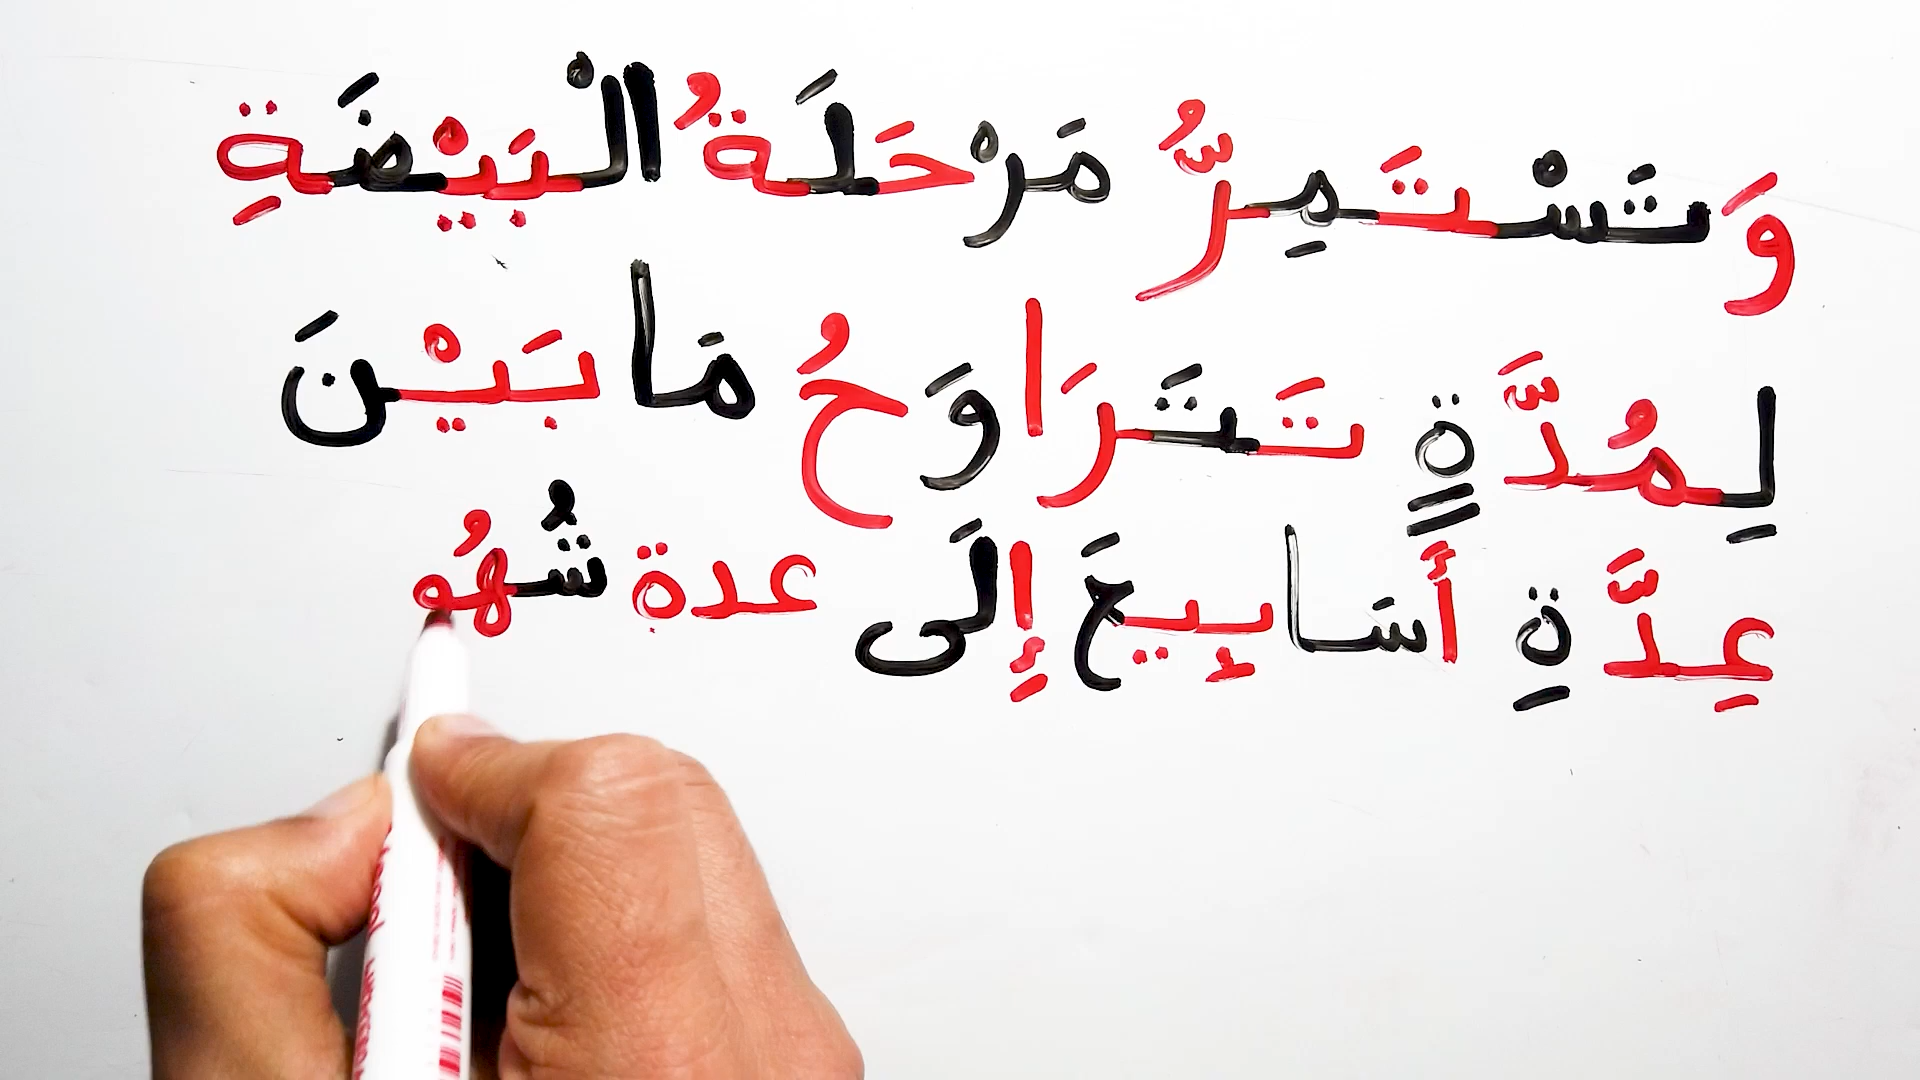 وَتَسْتَمِرُّ مَرْحَلَةُ الْبَيْضَةِ
لِمُدَّةٍ تَتَرَاوَحُ مَا بَيْنَ
عِدَّةِ أَسَابِيعَ إِلَى عدة شُهُو